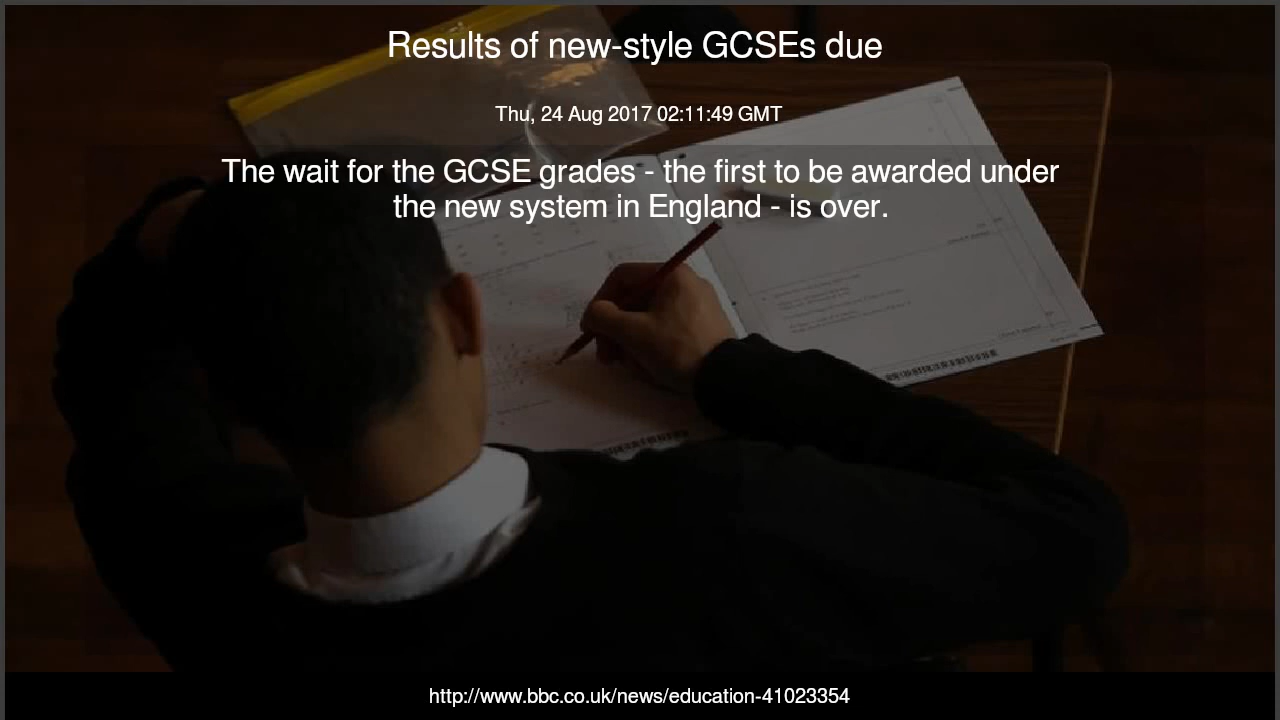 Results of new-style GCSEs due
Thu, 24 Aug 2017 02:11:49 GMT
The wait for the GCSE grades - the first to be awarded under
the new system in England - is over.
http://www.bbc.co.uk/news/education-41023354